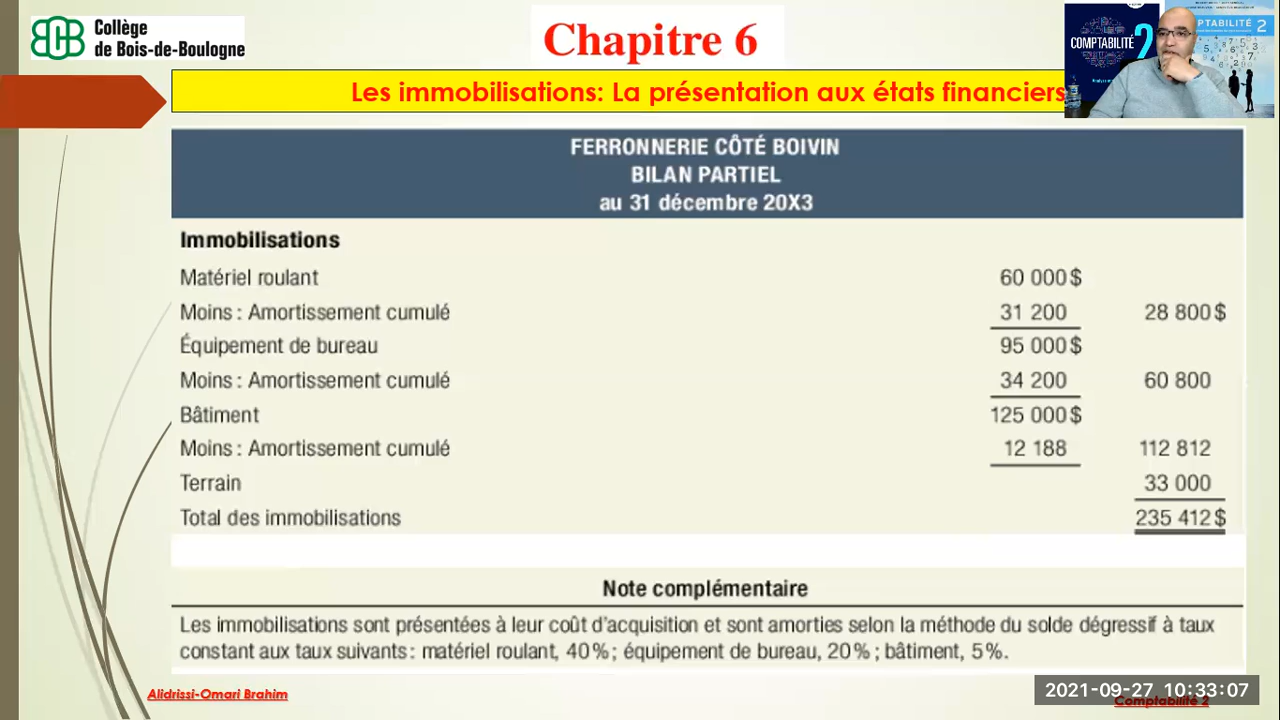 Collège
de Bois-de-Boulogne
Chapitre 6
Les immobilisations: La présentation aux états financiers
COMPTABILITÉ 2
PTABILITÉ 2
FERRONNERIE CÔTÉ BOIVIN
BILAN PARTIEL
au 31 décembre 20X3
Immobilisations
Matériel roulant 60 000 $
Moins : Amortissement cumulé 31 200 28 800 $
Équipement de bureau 95 000 $
Moins : Amortissement cumulé 34 200 60 800
Bâtiment 125 000 $
Moins : Amortissement cumulé 12 188 112 812
Terrain 33 000
Total des immobilisations 235 412 $
Note complémentaire
Les immobilisations sont présentées à leur coût d'acquisition et sont amorties selon la méthode du solde dégressif à taux
constant aux taux suivants : matériel roulant, 40 % ; équipement de bureau, 20 % ; bâtiment, 5 %.
Alidrissi-Omari Brahim
2021-09-27 10:33:07
Comptabilité 2